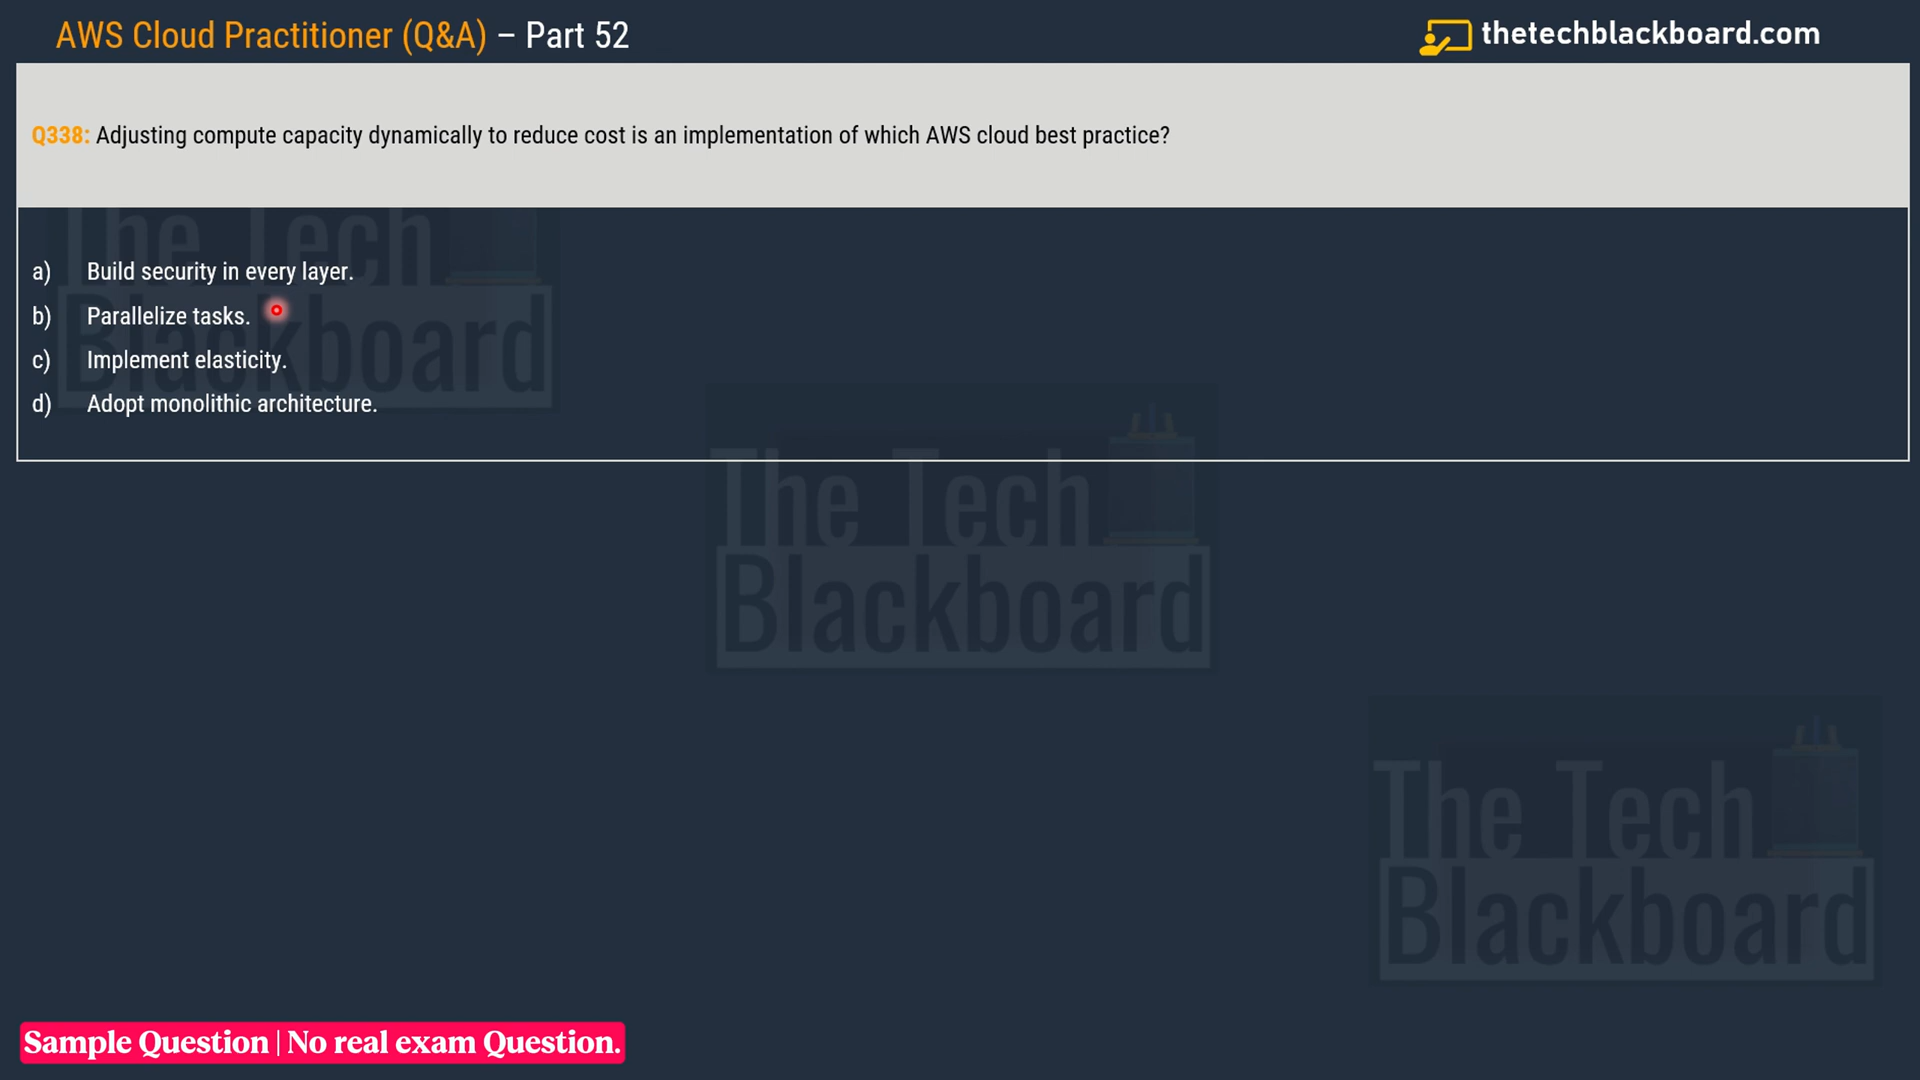 AWS Cloud Practitioner (Q&A) – Part 52
thetechblackboard.com
Q338: Adjusting compute capacity dynamically to reduce cost is an implementation of which AWS cloud best practice?
a) Build security in every layer.
b) Parallelize tasks.
c) Implement elasticity.
d) Adopt monolithic architecture.
The Tech
Blackboard
The Tech
Blackboard
The Tech
Blackboard
Sample Question | No real exam Question.